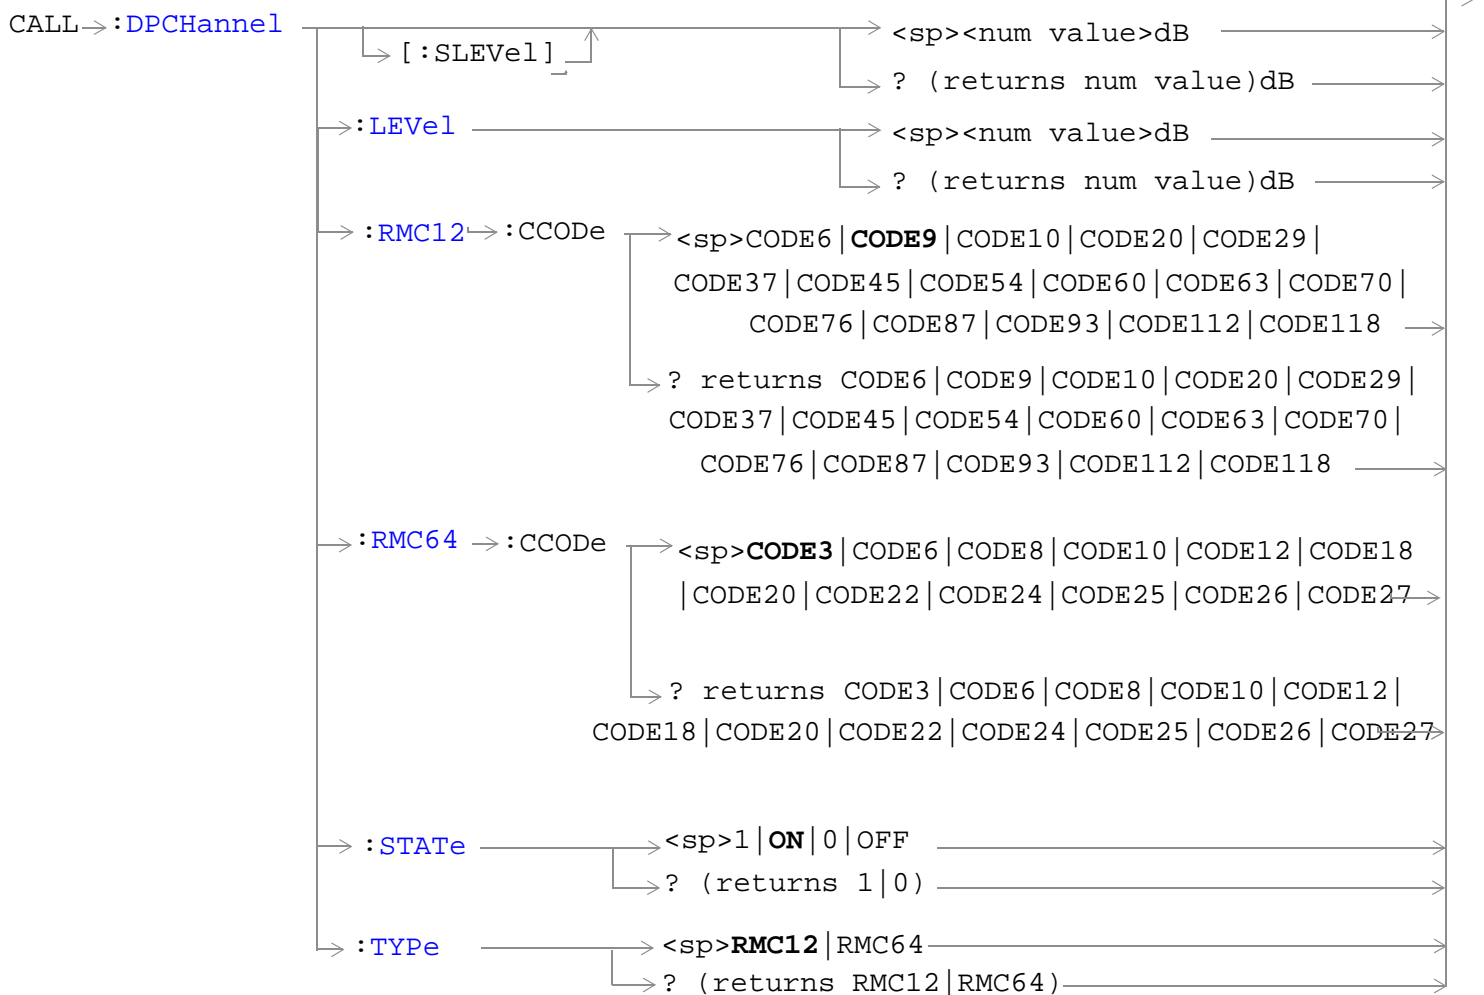 CALL :DPCHannel <sp><num value>dB
[:SLEVel]
? (returns num value)dB
:LEVel <sp><num value>dB
? (returns num value)dB
:RMC12 :CCODe <sp>CODE6|CODE9|CODE10|CODE20|CODE29|
CODE37|CODE45|CODE54|CODE60|CODE63|CODE70|
CODE76|CODE87|CODE93|CODE112|CODE118
? returns CODE6|CODE9|CODE10|CODE20|CODE29|
CODE37|CODE45|CODE54|CODE60|CODE63|CODE70|
CODE76|CODE87|CODE93|CODE112|CODE118
:RMC64 :CCODe <sp>CODE3|CODE6|CODE8|CODE10|CODE12|CODE18
|CODE20|CODE22|CODE24|CODE25|CODE26|CODE27
? returns CODE3|CODE6|CODE8|CODE10|CODE12|
CODE18|CODE20|CODE22|CODE24|CODE25|CODE26|CODE27
:STATe <sp>1|ON|0|OFF
? (returns 1|0)
:TYPe <sp>RMC12|RMC64
? (returns RMC12|RMC64)